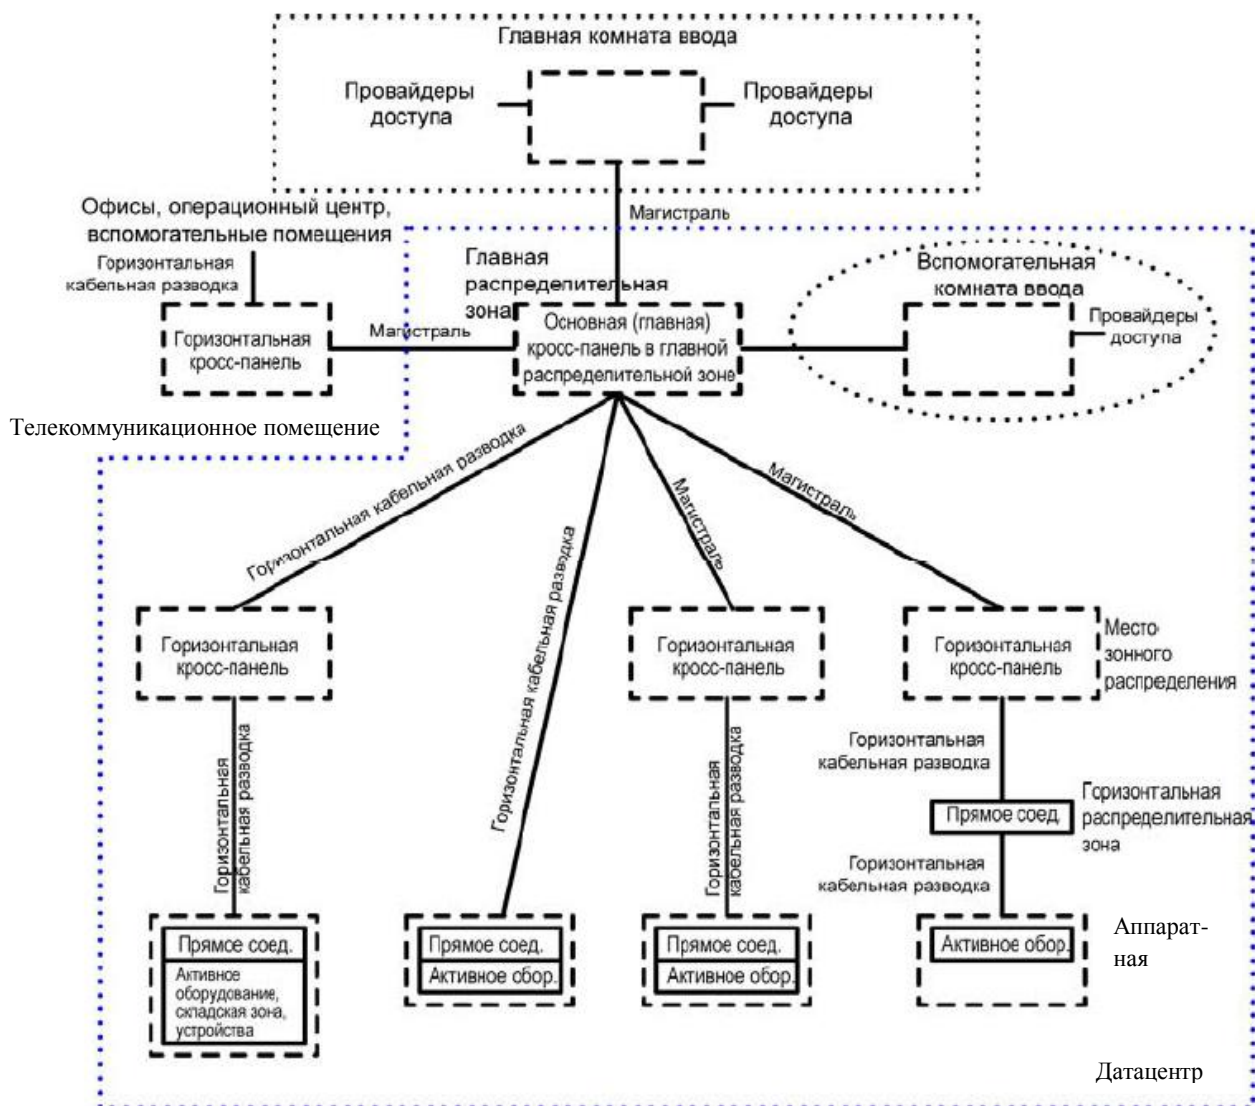 Главная комната ввода
Провайдеры
доступа
Провайдеры
доступа
Магистраль
Офисы, операционный центр,
вспомогательные помещения
Горизонтальная
кабельная разводка
Горизонтальная
кросс-панель
Магистраль
Главная
распределительная
зона
Основная (главная)
кросс-панель в главной
распределительной зоне
Вспомогательная
комната ввода
Провайдеры
доступа
Телекоммуникационное помещение
Горизонтальная кабельная разводка
Горизонтальная кабельная разводка
Магистраль
Магистраль
Горизонтальная
кросс-панель
Горизонтальная
кросс-панель
Горизонтальная
кросс-панель
Место
зонного
распределения
Горизонтальная
кабельная разводка
Горизонтальная
кабельная разводка
Горизонтальная
кабельная разводка
Прямое соед.
Горизонтальная
распределительная
зона
Горизонтальная
кабельная разводка
Прямое соед.
Активное
оборудование,
складская зона,
устройства
Прямое соед.
Активное обор.
Прямое соед.
Активное обор.
Активное обор.
Аппарат-
ная
Датацентр